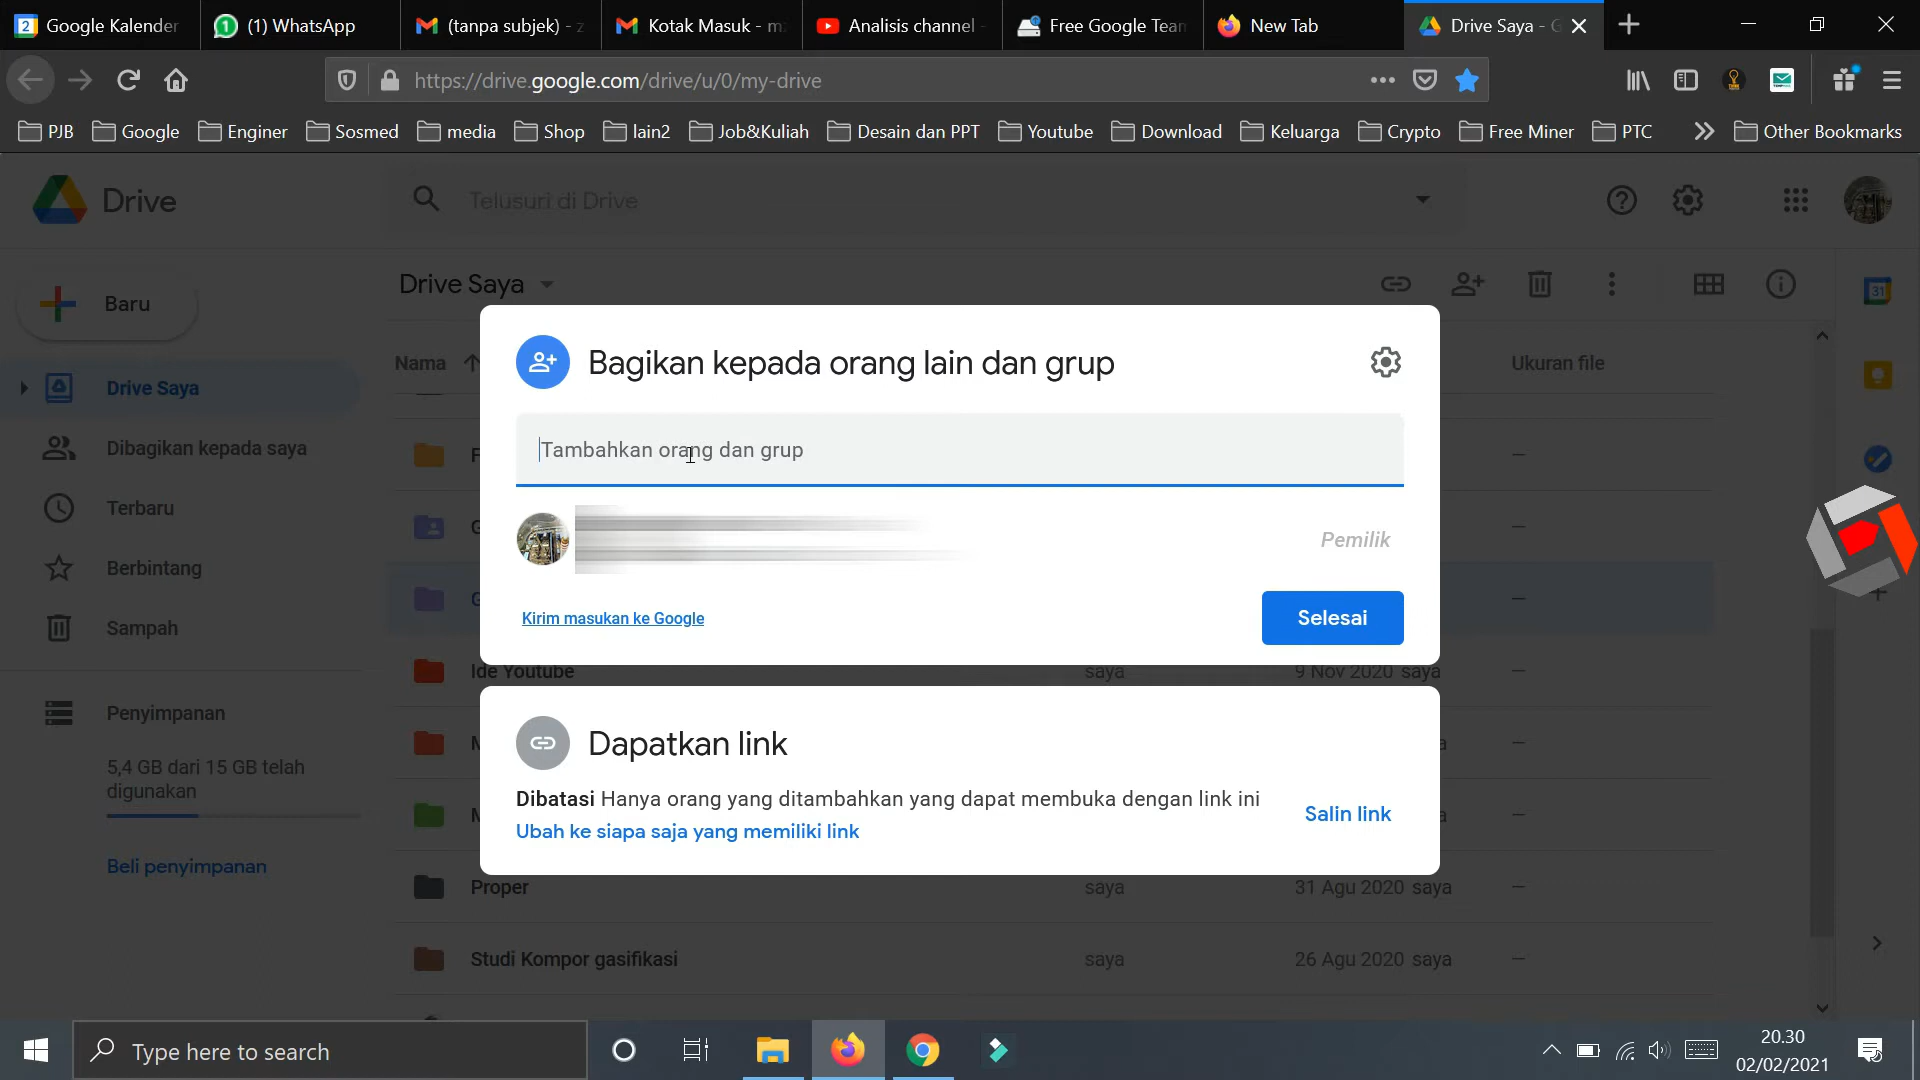 Google Kalender
(1) WhatsApp
(tanpa subjek) -
Kotak Masuk -
Analisis channel
Free Google Tea
New Tab
Drive Saya -
https://drive.google.com/drive/u/0/my-drive
PJB
Google
Enginer
Sosmed
media
Shop
lain2
Job&Kuliah
Desain dan PPT
Youtube
Download
Keluarga
Crypto
Free Miner
PTC
Other Bookmarks
Drive
Telusuri di Drive
Drive Saya
Baru
Nama
Ukuran file
Drive Saya
Dibagikan kepada saya
Terbaru
Berbintang
Sampah
Penyimpanan
5,4 GB dari 15 GB telah
digunakan
Beli penyimpanan
Bagikan kepada orang lain dan grup
Tambahkan orang dan grup
Pemilik
Kirim masukan ke Google
Selesai
Ide Youtube saya 9 Nov 2020 saya —
Dapatkan link
Dibatasi Hanya orang yang ditambahkan yang dapat membuka dengan link ini
Salin link
Ubah ke siapa saja yang memiliki link
Proper saya 31 Agu 2020 saya —
Studi Kompor gasifikasi saya 26 Agu 2020 saya —
Type here to search
20.30
02/02/2021